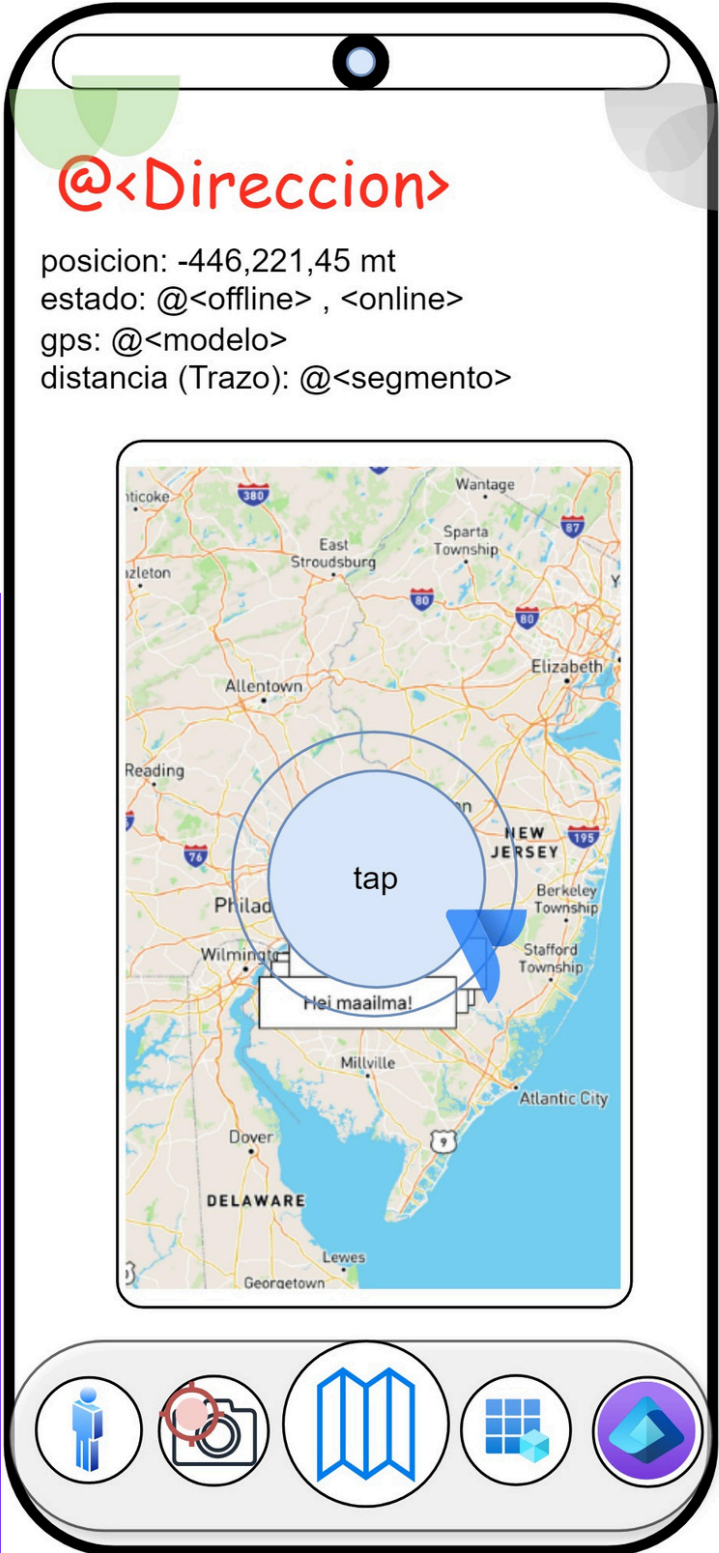 @<Direccion>
posicion: -446,221,45 mt
estado: @<offline> , <online>
gps: @<modelo>
distancia (Trazo): @<segmento>
Wantage
nticoke
380
87
Sparta
Township
East
Stroudsburg
zleton
80
80
Elizabeth
Allentown
Reading
on
NEW
JERSEY
195
76
tap
Berkeley
Township
Philad
Stafford
Township
Wilmingto
Hei maailma!
Millville
Atlantic City
Dover
9
DELAWARE
Lewes
Georgetown